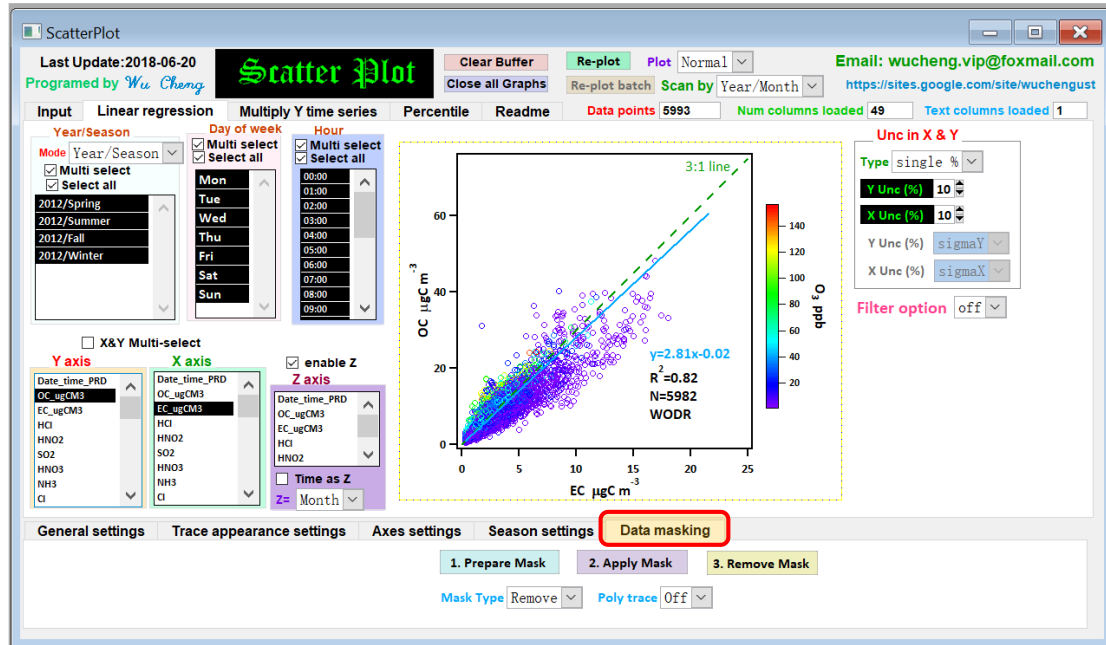 ScatterPlot
Last Update:2018-06-20
Programed by Wu Cheng
Scatter Plot
Clear Buffer
Close all Graphs
Re-plot
Plot Normal
Re-plot batch Scan by Year/Month
Email: wucheng.vip@foxmail.com
https://sites.google.com/site/wuchengust
Input Linear regression Multiply Y time series Percentile Readme
Data points 5993 Num columns loaded 49 Text columns loaded 1
Year/Season
Mode Year/Season
Multi select
Select all
2012/Spring
2012/Summer
2012/Fall
2012/Winter
Day of week
Multi select
Select all
Mon
Tue
Wed
Thu
Fri
Sat
Sun
Hour
Multi select
Select all
00:00
01:00
02:00
03:00
04:00
05:00
06:00
07:00
08:00
09:00
X&Y Multi-select
Y axis
Date_time_PRD
OC_ugCM3
EC_ugCM3
HCl
HNO2
SO2
HNO3
NH3
Cl
X axis
Date_time_PRD
OC_ugCM3
EC_ugCM3
HCl
HNO2
SO2
HNO3
NH3
Cl
enable Z
Z axis
Date_time_PRD
OC_ugCM3
EC_ugCM3
HCl
HNO2
Time as Z
Z= Month
3:1 line
60
40
20
0
OC µgC m-3
0 5 10 15 20 25
EC µgC m-3
y=2.81x-0.02
R2=0.82
N=5982
WODR
140
120
100
80
60
40
20
O3 ppb
Unc in X & Y
Type single %
Y Unc (%) 10
X Unc (%) 10
Y Unc (%) sigmaY
X Unc (%) sigmaX
Filter option off
General settings Trace appearance settings Axes settings Season settings Data masking
1. Prepare Mask 2. Apply Mask 3. Remove Mask
Mask Type Remove Poly trace Off